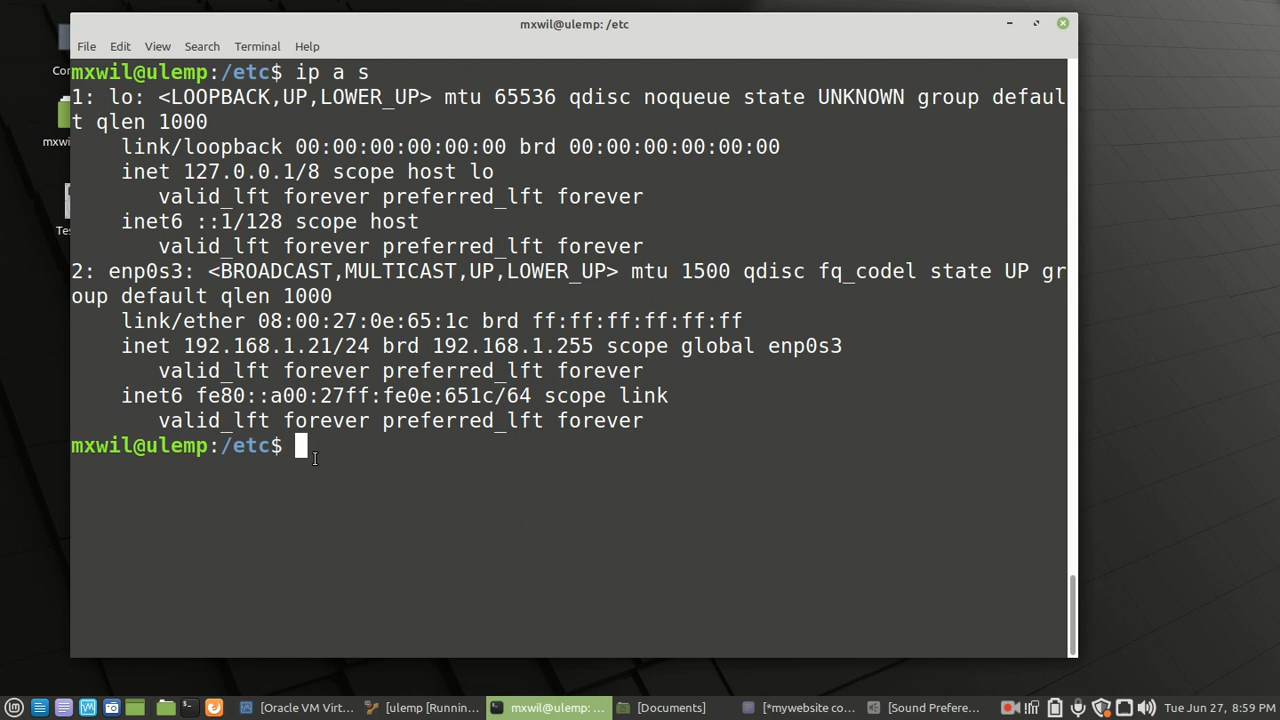 mxwil@ulemp: /etc
File Edit View Search Terminal Help
mxwil@ulemp:/etc$ ip a s
1: lo: <LOOPBACK,UP,LOWER_UP> mtu 65536 qdisc noqueue state UNKNOWN group defaul
t qlen 1000
    link/loopback 00:00:00:00:00:00 brd 00:00:00:00:00:00
    inet 127.0.0.1/8 scope host lo
       valid_lft forever preferred_lft forever
    inet6 ::1/128 scope host
       valid_lft forever preferred_lft forever
2: enp0s3: <BROADCAST,MULTICAST,UP,LOWER_UP> mtu 1500 qdisc fq_codel state UP gr
oup default qlen 1000
    link/ether 08:00:27:0e:65:1c brd ff:ff:ff:ff:ff:ff
    inet 192.168.1.21/24 brd 192.168.1.255 scope global enp0s3
       valid_lft forever preferred_lft forever
    inet6 fe80::a00:27ff:fe0e:651c/64 scope link
       valid_lft forever preferred_lft forever
mxwil@ulemp:/etc$
Co
mxwi
Tes
[Oracle VM Virt... [ulemp [Runnin... mxwil@ulemp: ... [Documents] [*mywebsite co... [Sound Prefere... Tue Jun 27, 8:59 PM